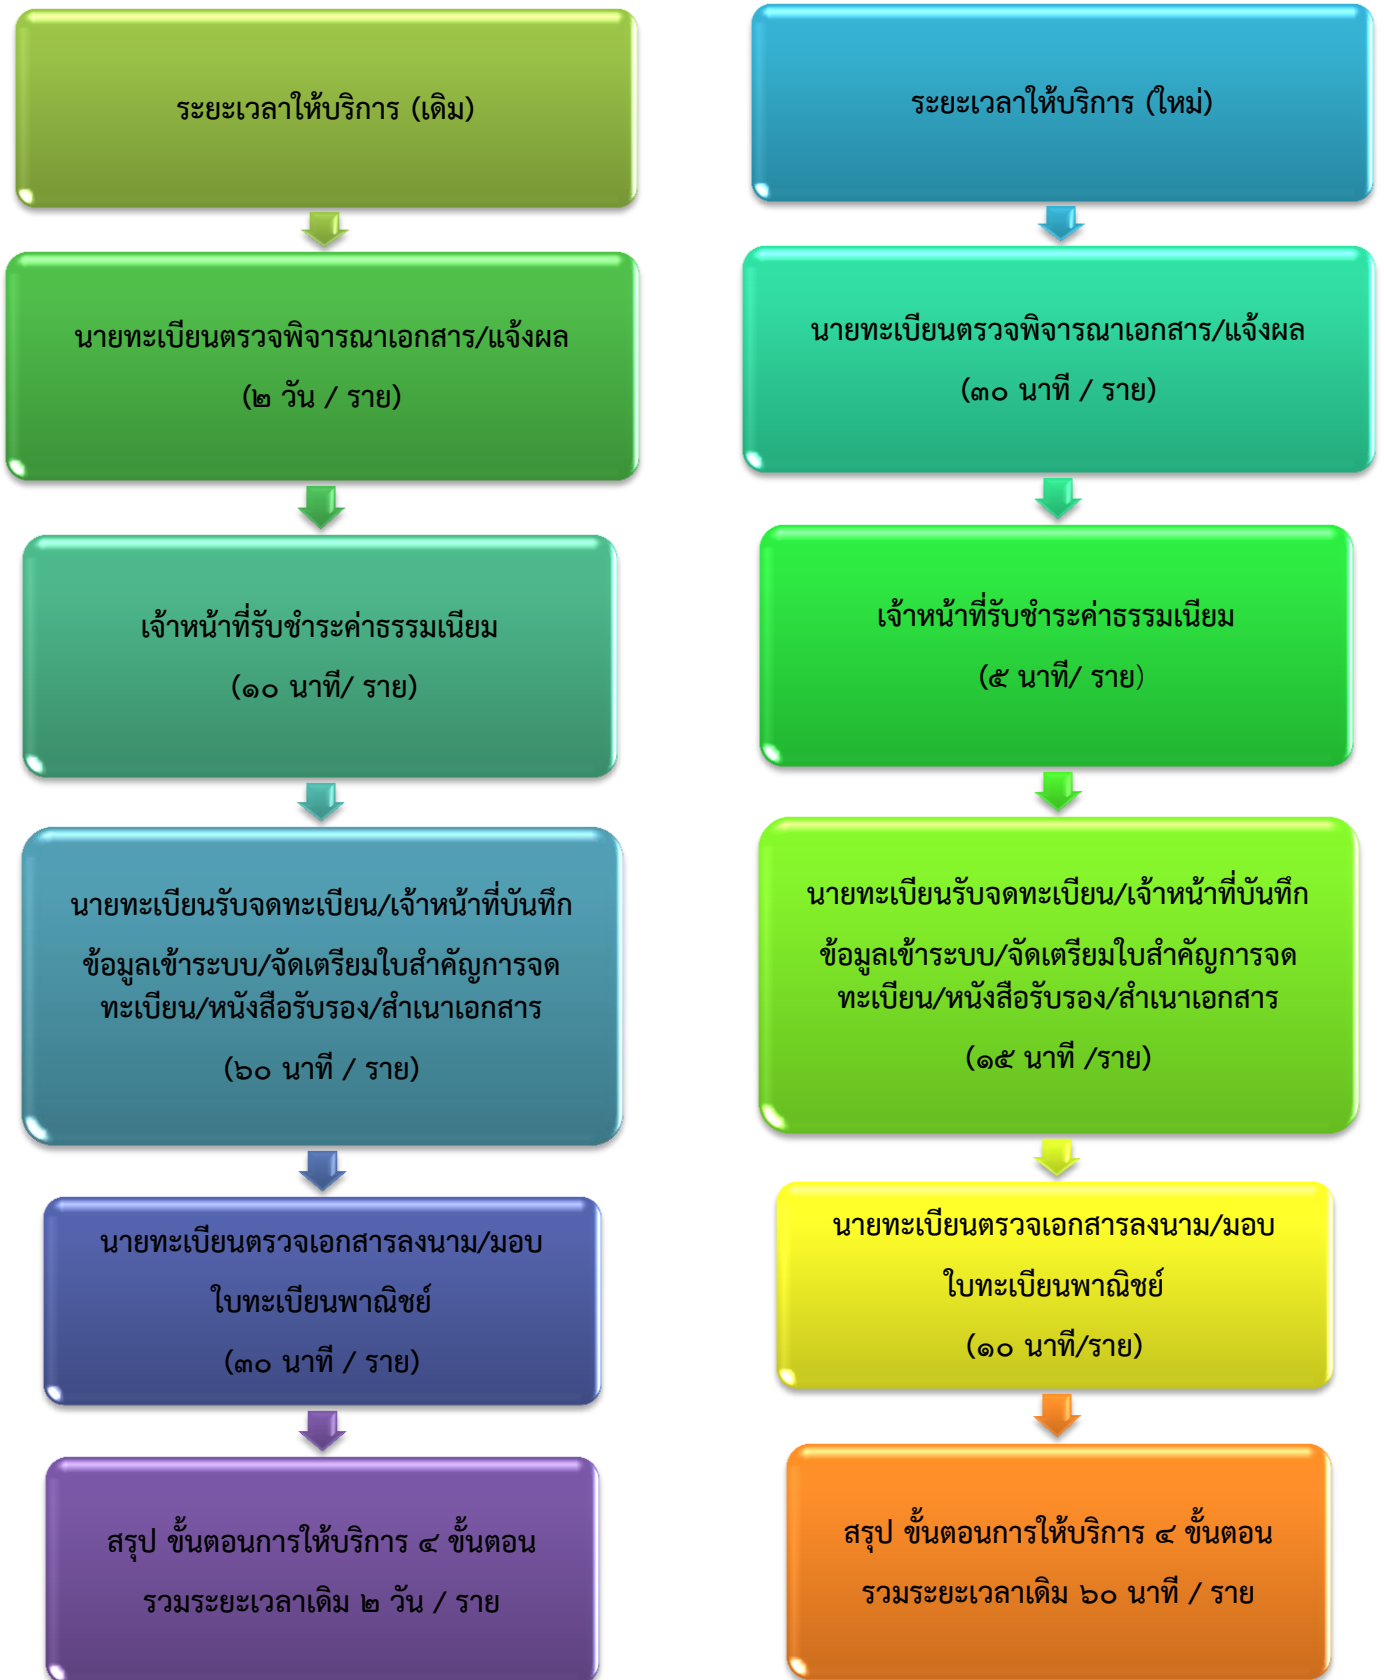 ระยะเวลาให้บริการ (เดิม)
นายทะเบียนตรวจพิจารณาเอกสาร/แจ้งผล
(๒ วัน / ราย)
เจ้าหน้าที่รับชำระค่าธรรมเนียม
(๑๐ นาที/ ราย)
นายทะเบียนรับจดทะเบียน/เจ้าหน้าที่บันทึก
ข้อมูลเข้าระบบ/จัดเตรียมใบสำคัญการจด
ทะเบียน/หนังสือรับรอง/สำเนาเอกสาร
(๖๐ นาที / ราย)
นายทะเบียนตรวจเอกสารลงนาม/มอบ
ใบทะเบียนพาณิชย์
(๓๐ นาที / ราย)
สรุป ขั้นตอนการให้บริการ ๔ ขั้นตอน
รวมระยะเวลาเดิม ๒ วัน / ราย
ระยะเวลาให้บริการ (ใหม่)
นายทะเบียนตรวจพิจารณาเอกสาร/แจ้งผล
(๓๐ นาที / ราย)
เจ้าหน้าที่รับชำระค่าธรรมเนียม
(๕ นาที/ ราย)
นายทะเบียนรับจดทะเบียน/เจ้าหน้าที่บันทึก
ข้อมูลเข้าระบบ/จัดเตรียมใบสำคัญการจด
ทะเบียน/หนังสือรับรอง/สำเนาเอกสาร
(๑๕ นาที /ราย)
นายทะเบียนตรวจเอกสารลงนาม/มอบ
ใบทะเบียนพาณิชย์
(๑๐ นาที/ราย)
สรุป ขั้นตอนการให้บริการ ๔ ขั้นตอน
รวมระยะเวลาเดิม ๖๐ นาที / ราย